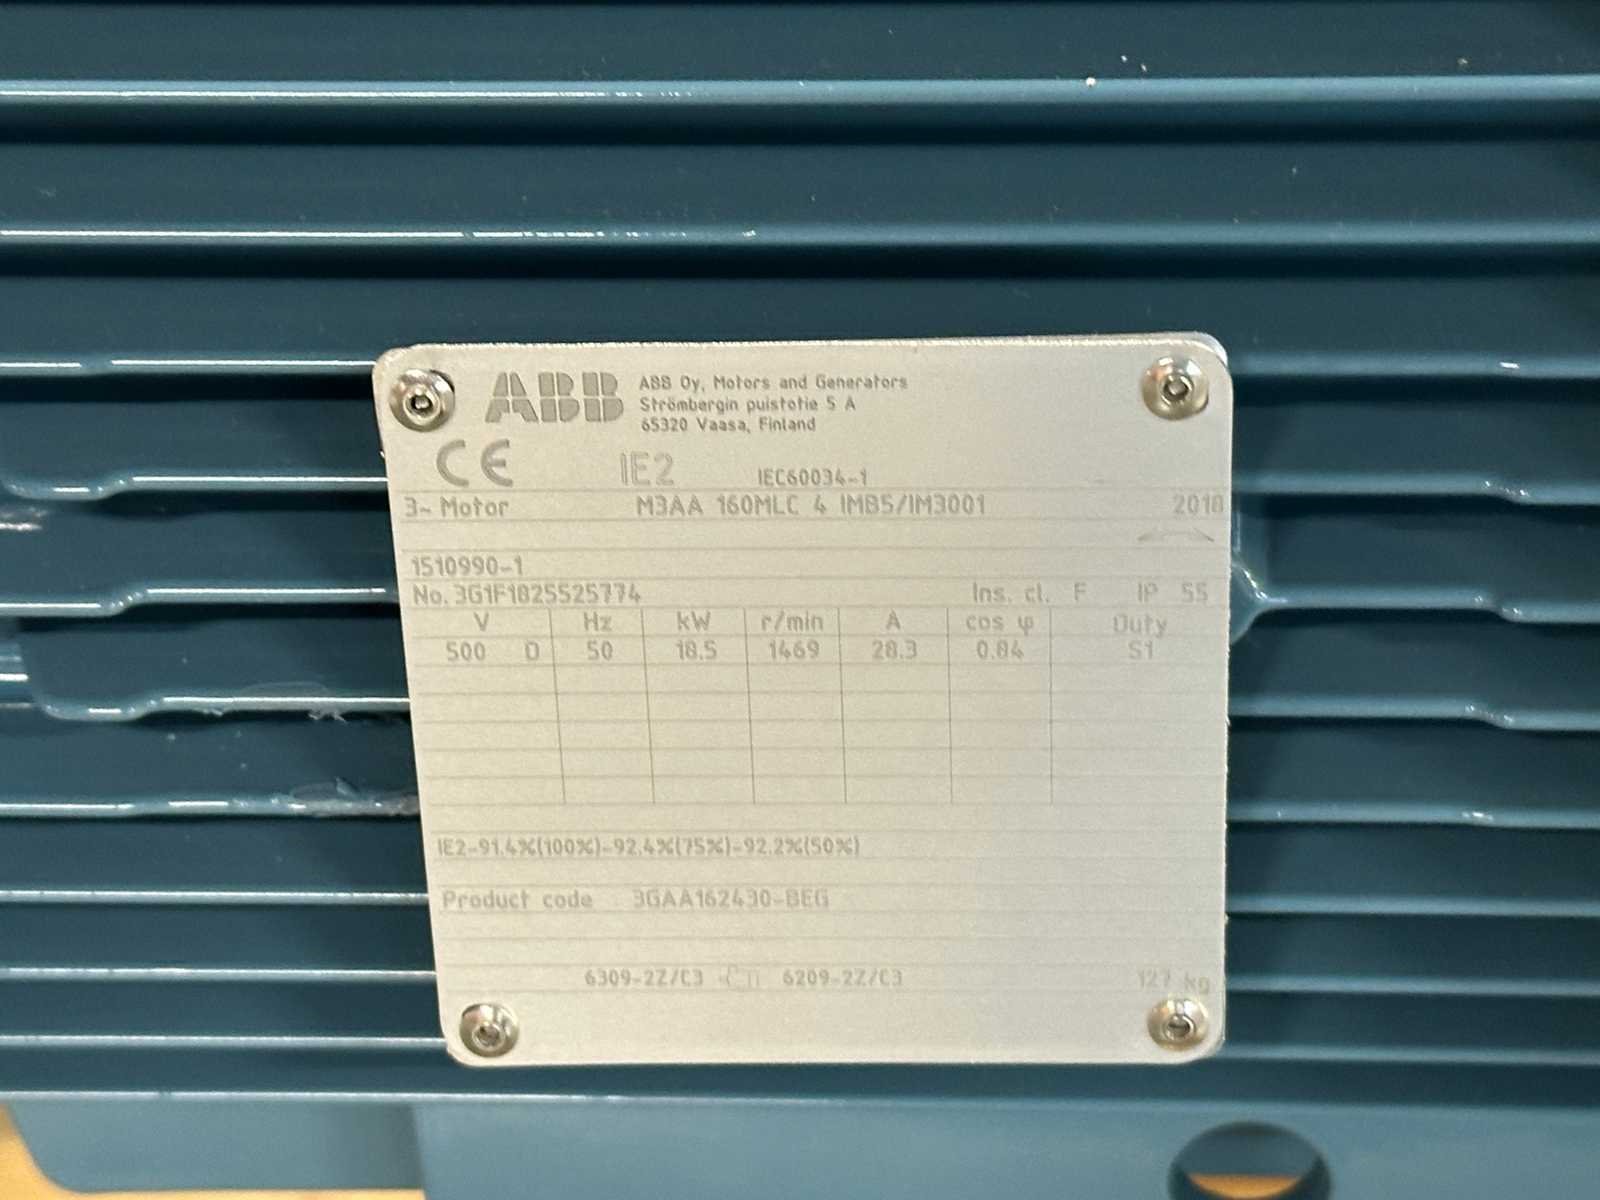 ABB ABB Oy, Motors and Generators
Strömbergin puistotie 5 A
65320 Vaasa, Finland
CE IE2 IEC60034-1
3~ Motor M3AA 160MLC 4 IMB5/IM3001 2018
1510990-1
No. 3G1F1825525774 Ins. cl. F IP 55
V Hz kW r/min A cos φ Duty
500 D 50 18.5 1469 28.3 0.84 S1
IE2-91.4%(100%)-92.4%(75%)-92.2%(50%)
Product code 3GAA162430-BEG
6309-2Z/C3 6209-2Z/C3 127 kg